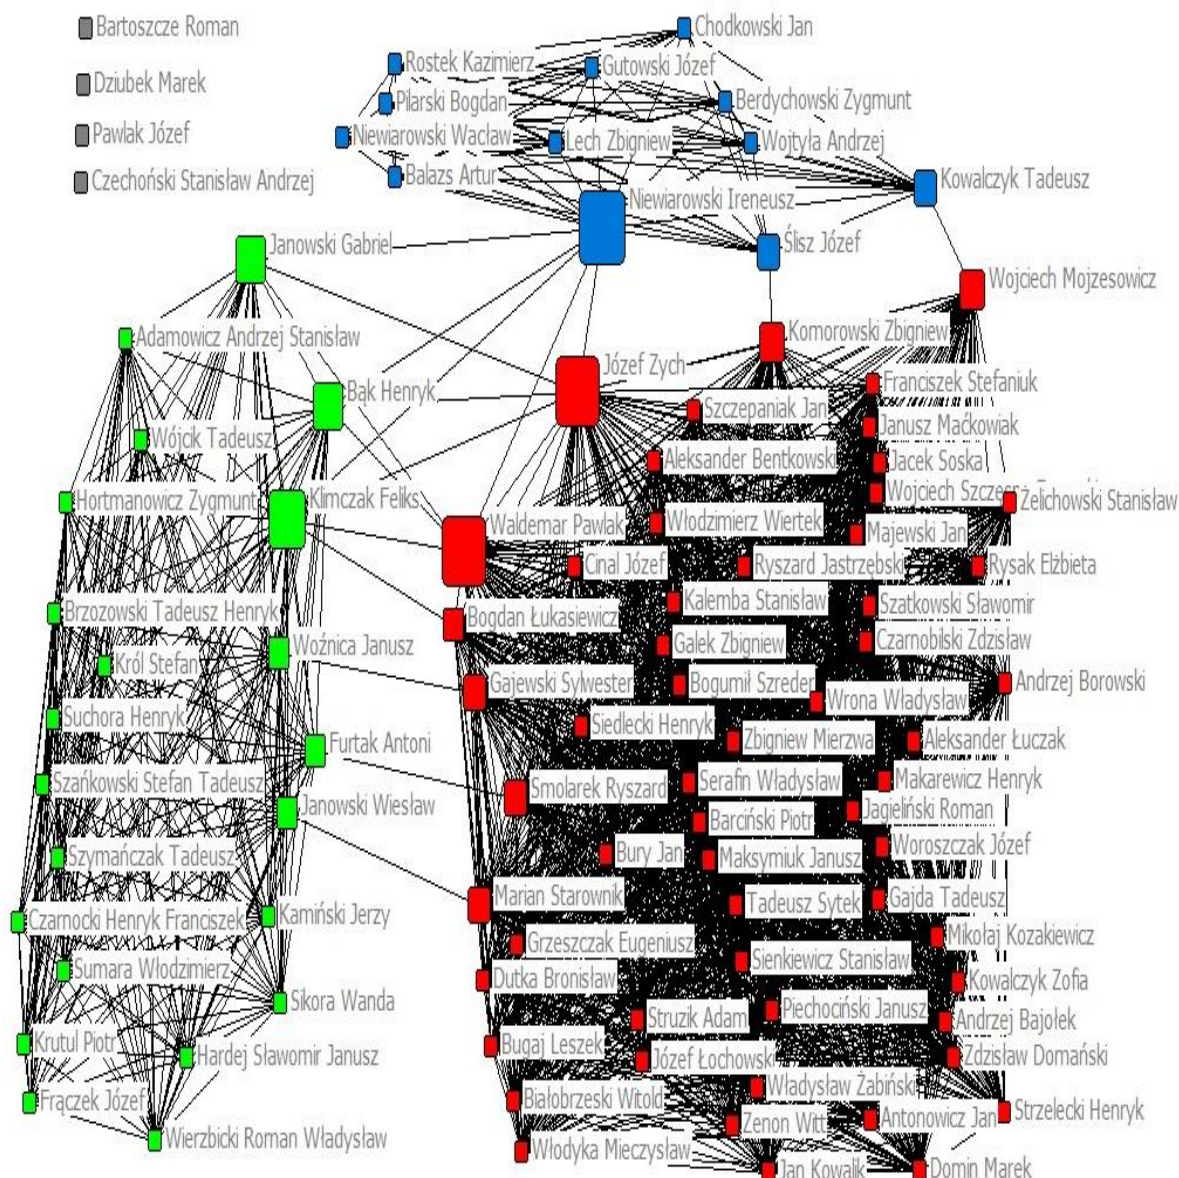 Bartoszcze Roman
Dziubek Marek
Pawlak Józef
Czechoński Stanisław Andrzej
Chodkowski Jan
Rostek Kazimierz
Gutowski Józef
Pilarski Bogdan
Berdychowski Zygmunt
Niewiarowski Wacław
Lech Zbigniew
Wojtyła Andrzej
Balazs Artur
Kowalczyk Tadeusz
Niewiarowski Ireneusz
Ślisz Józef
Janowski Gabriel
Wojciech Mojzesowicz
Adamowicz Andrzej Stanisław
Komorowski Zbigniew
Józef Zych
Bąk Henryk
Franciszek Stefaniuk
Szczepaniak Jan
Janusz Maćkowiak
Wójcik Tadeusz
Aleksander Bentkowski
Jacek Soska
Hortmanowicz Zygmunt
Klimczak Feliks
Wojciech
Żelichowski Stanisław
Waldemar Pawlak
Włodzimierz Wiertek
Majewski Jan
Cinal Józef
Ryszard Jastrzebski
Rysak Elżbieta
Brzozowski Tadeusz Henryk
Bogdan Łukasiewicz
Kalemba Stanisław
Szatkowski Sławomir
Woźnica Janusz
Galek Zbigniew
Czarnobilski Zdzisław
Król Stefan
Gajewski Sylwester
Bogumił Szreder
Andrzej Borowski
Wrona Władysław
Suchora Henryk
Siedlecki Henryk
Furtak Antoni
Zbigniew Mierzwa
Aleksander Łuczak
Szańkowski Stefan Tadeusz
Smolarek Ryszard
Serafin Władysław
Makarewicz Henryk
Janowski Wiesław
Barciński Piotr
Jagieliński Roman
Szymańczak Tadeusz
Bury Jan
Maksymiuk Janusz
Woroszczak Józef
Marian Starownik
Tadeusz Sytek
Gajda Tadeusz
Czarnocki Henryk Franciszek
Kamiński Jerzy
Grzeszczak Eugeniusz
Mikołaj Kozakiewicz
Sumara Włodzimierz
Sienkiewicz Stanisław
Dutka Bronisław
Kowalczyk Zofia
Sikora Wanda
Piechociński Janusz
Struzik Adam
Andrzej Bajołek
Krutul Piotr
Bugaj Leszek
Hardej Sławomir Janusz
Józef Łochowski
Zdzisław Domański
Władysław Żabiński
Frączek Józef
Białobrzeski Witold
Strzelecki Henryk
Zenon Witt
Antonowicz Jan
Wierzbicki Roman Władysław
Włodyka Mieczysław
Jan Kowalik
Domin Marek